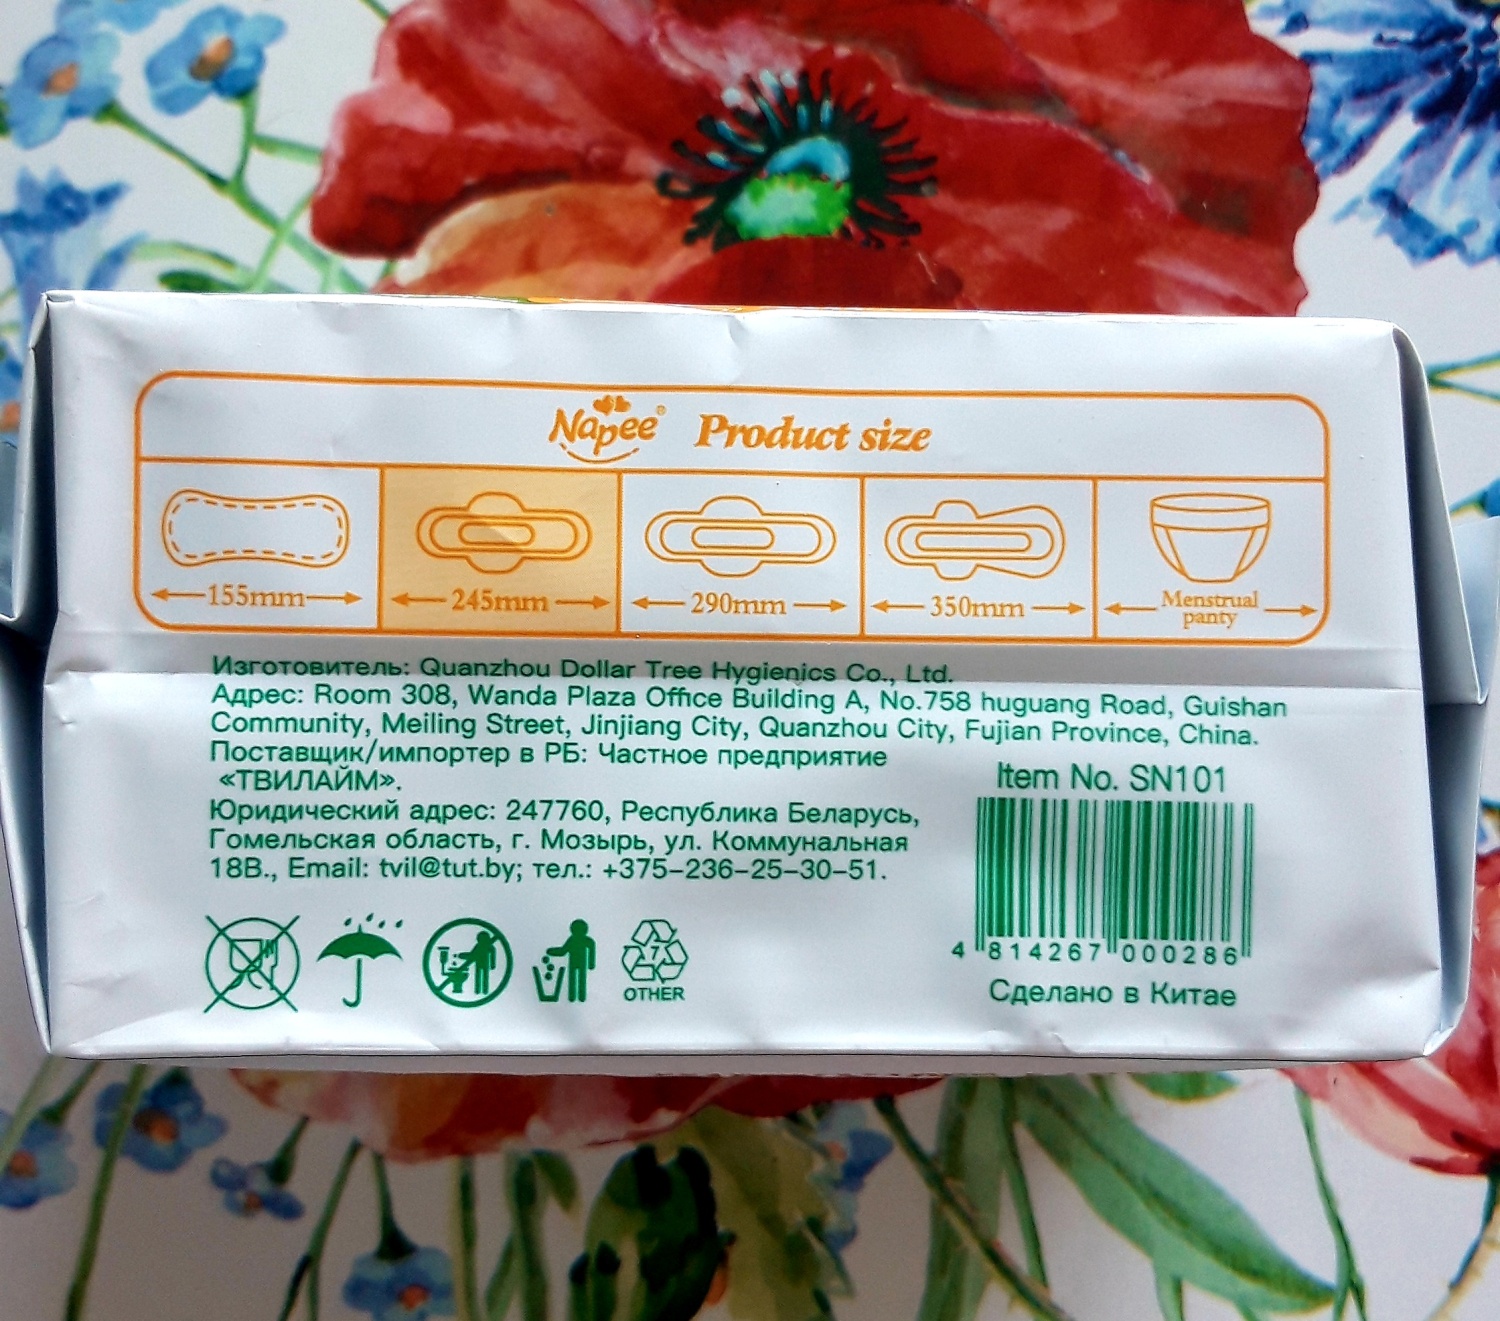 Napee® Product size
155mm
245mm
290mm
350mm
Menstrual
panty
Изготовитель: Quanzhou Dollar Tree Hygienics Co., Ltd.
Адрес: Room 308, Wanda Plaza Office Building A, No.758 huguang Road, Guishan
Community, Meiling Street, Jinjiang City, Quanzhou City, Fujian Province, China.
Поставщик/импортер в РБ: Частное предприятие
«ТВИЛАЙМ».
Юридический адрес: 247760, Республика Беларусь,
Гомельская область, г. Мозырь, ул. Коммунальная
18В., Email: tvil@tut.by; тел.: +375-236-25-30-51.
Item No. SN101
4 814267 000286
Сделано в Китае
7
OTHER